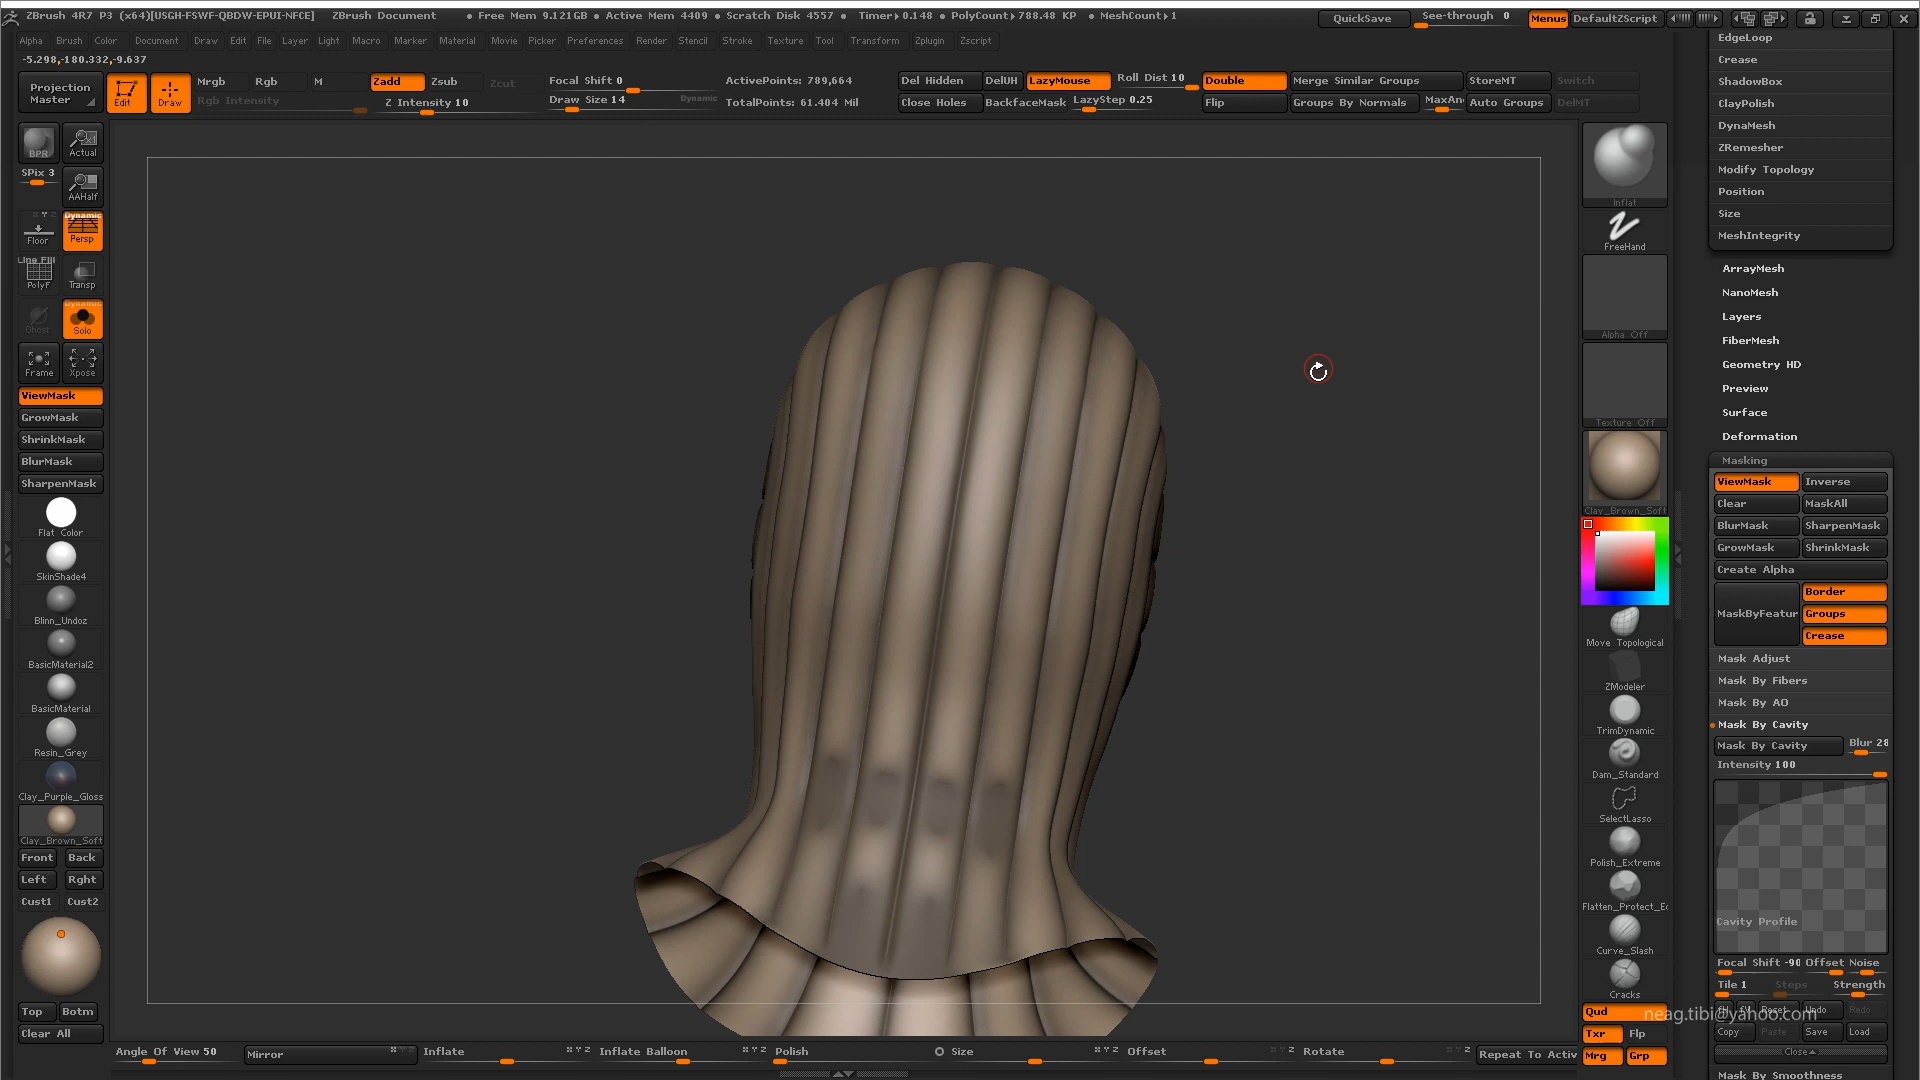 ZBrush 4R7 P3 (x64)[USGH-FSWF-QBDW-EPUI-NFCE] ZBrush Document • Free Mem 9.121GB • Active Mem 4409 • Scratch Disk 4557 • Timer▸0.148 • PolyCount▸788.48 KP • MeshCount▸1 QuickSave See-through 0 Menus DefaultZScript
Alpha Brush Color Document Draw Edit File Layer Light Macro Marker Material Movie Picker Preferences Render Stencil Stroke Texture Tool Transform Zplugin Zscript
-5.298,-180.332,-9.637
Projection Master Edit Draw
Mrgb Rgb M Zadd Zsub Zcut Focal Shift 0 ActivePoints: 789,664 Del Hidden DelUH LazyMouse Roll Dist 10 Double Merge Similar Groups StoreMT Switch
Rgb Intensity Z Intensity 10 Draw Size 14 Dynamic TotalPoints: 61.404 Mil Close Holes BackfaceMask LazyStep 0.25 Flip Groups By Normals MaxAn Auto Groups DelMT
BPR Actual
SPix 3 AAHalf
Floor Dynamic Persp
Line Fill PolyF Transp
Ghost Dynamic Solo
Frame Xpose
ViewMask
GrowMask
ShrinkMask
BlurMask
SharpenMask
Flat Color
SkinShade4
Blinn_Undoz
BasicMaterial2
BasicMaterial
Resin_Grey
Clay_Purple_Gloss
Clay_Brown_Soft
Front Back
Left Rght
Cust1 Cust2
Top Botm
Clear All
Inflat
FreeHand
Alpha Off
Texture Off
Clay_Brown_Soft
Move Topological
ZModeler
TrimDynamic
Dam_Standard
SelectLasso
Polish_Extreme
Flatten_Protect_Ec
Curve_Slash
Cracks
Qud
Txr Flp
Mrg Grp
EdgeLoop
Crease
ShadowBox
ClayPolish
DynaMesh
ZRemesher
Modify Topology
Position
Size
MeshIntegrity
ArrayMesh
NanoMesh
Layers
FiberMesh
Geometry HD
Preview
Surface
Deformation
Masking
ViewMask Inverse
Clear MaskAll
BlurMask SharpenMask
GrowMask ShrinkMask
Create Alpha
MaskByFeatur Border
Groups
Crease
Mask Adjust
Mask By Fibers
Mask By AO
Mask By Cavity
Mask By Cavity Blur 28
Intensity 100
Cavity Profile
Focal Shift -90 Offset Noise
Tile 1 Steps Strength
Reset Undo Redo
neag.tibi@yahoo.com
Copy Paste Save Load
Close
Mask By Smoothness
Angle Of View 50 Mirror Inflate Inflate Balloon Polish Size Offset Rotate Repeat To Activ